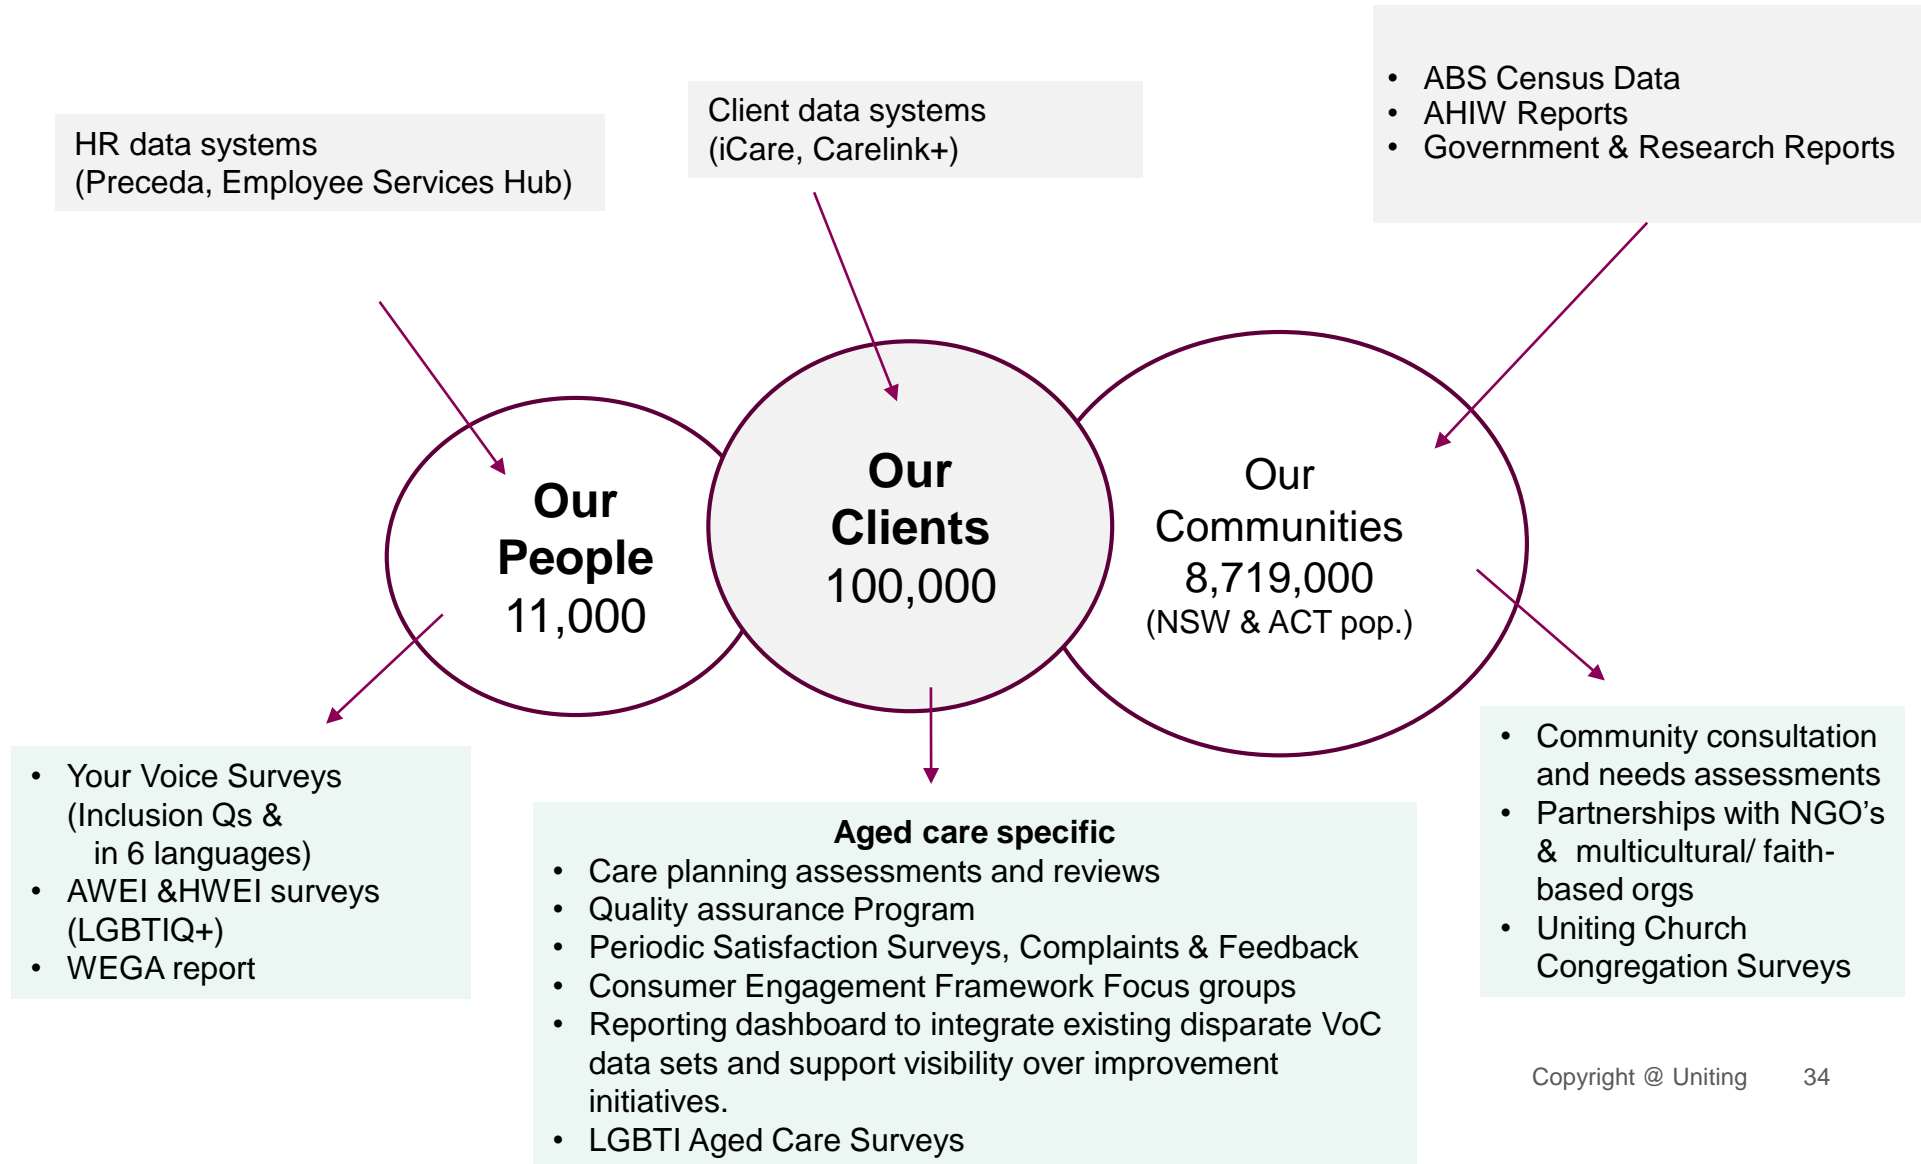 HR data systems
(Preceda, Employee Services Hub)
Client data systems
(iCare, Carelink+)
• ABS Census Data
• AHIW Reports
• Government & Research Reports
Our
People
11,000
Our
Clients
100,000
Our
Communities
8,719,000
(NSW & ACT pop.)
• Your Voice Surveys
(Inclusion Qs &
in 6 languages)
• AWEI &HWEI surveys
(LGBTIQ+)
• WEGA report
Aged care specific
• Care planning assessments and reviews
• Quality assurance Program
• Periodic Satisfaction Surveys, Complaints & Feedback
• Consumer Engagement Framework Focus groups
• Reporting dashboard to integrate existing disparate VoC
data sets and support visibility over improvement
initiatives.
• LGBTI Aged Care Surveys
• Community consultation
and needs assessments
• Partnerships with NGO’s
& multicultural/ faith-
based orgs
• Uniting Church
Congregation Surveys
Copyright @ Uniting 34